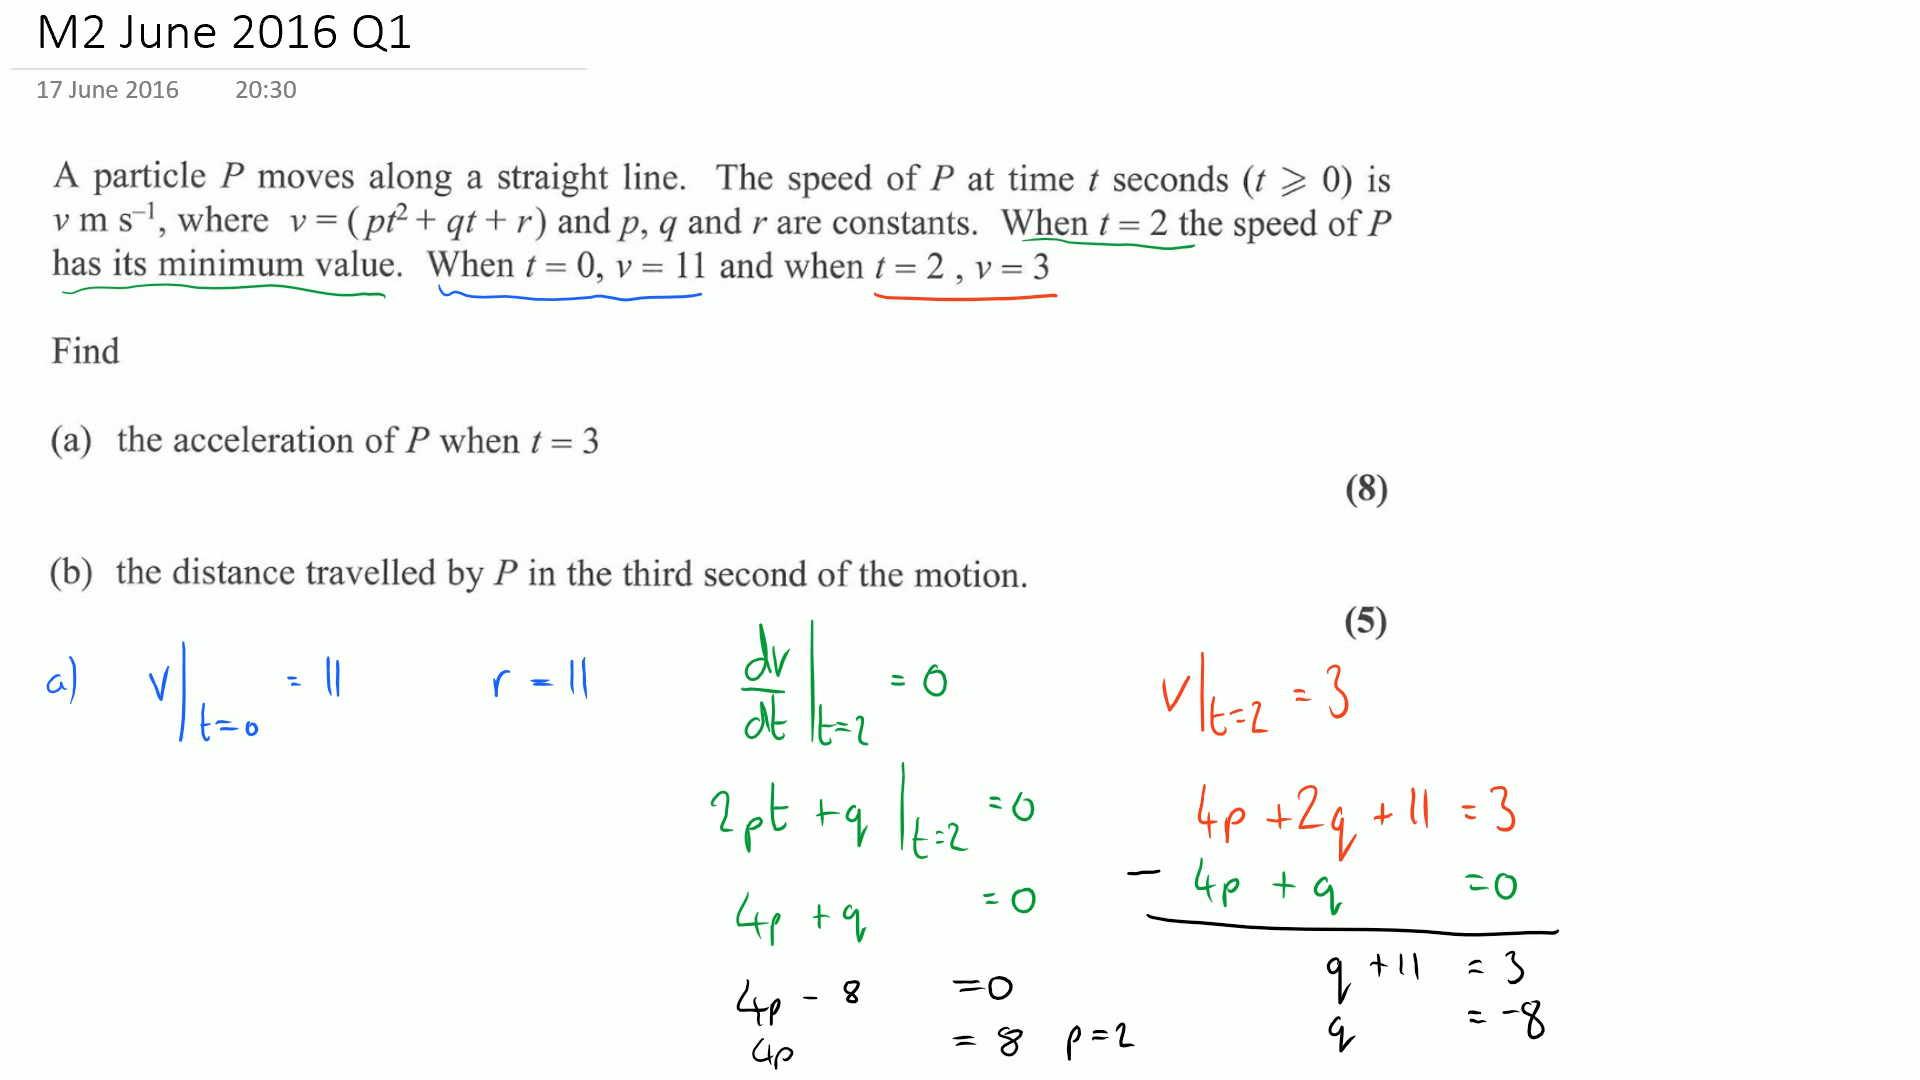 M2 June 2016 Q1
17 June 2016 20:30
A particle P moves along a straight line. The speed of P at time t seconds (t ⩾ 0) is
v m s⁻¹, where v = (pt² + qt + r) and p, q and r are constants. When t = 2 the speed of P
has its minimum value. When t = 0, v = 11 and when t = 2 , v = 3
Find
(a) the acceleration of P when t = 3
(8)
(b) the distance travelled by P in the third second of the motion.
(5)
a) v|t=0 = 11
r = 11
dv/dt |t=2 = 0
2pt + q |t=2 = 0
4p + q = 0
4p - 8 = 0
4p = 8 p = 2
v|t=2 = 3
4p + 2q + 11 = 3
- 4p + q = 0
q + 11 = 3
q = -8